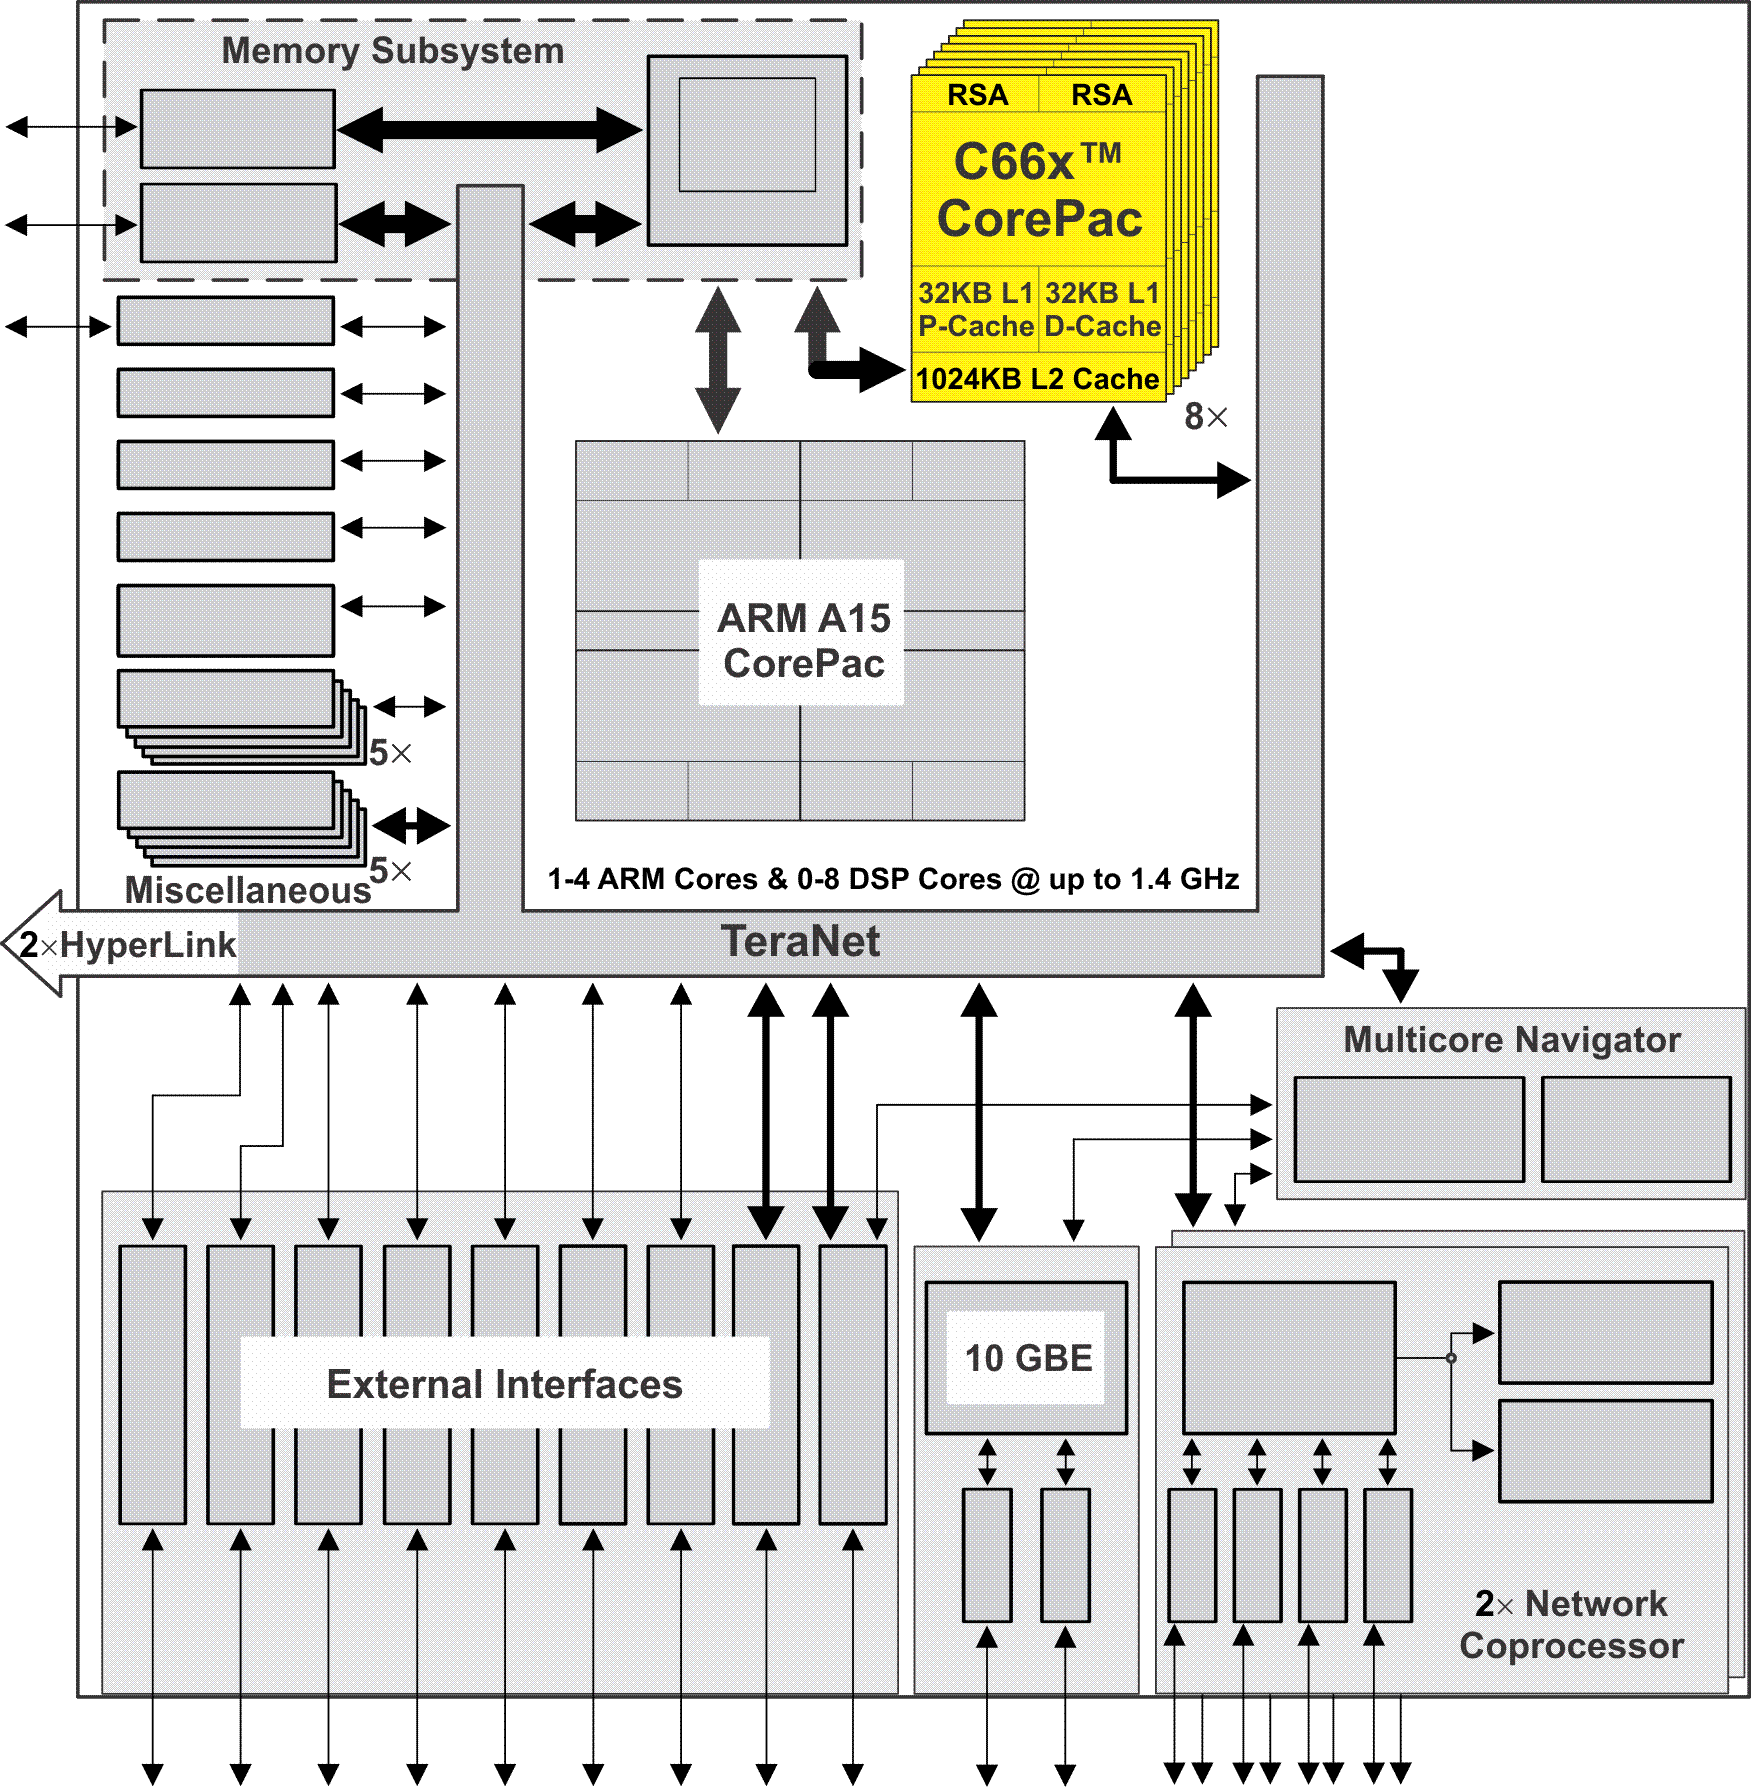 Memory Subsystem
RSA RSA
C66x™
CorePac
32KB L1 32KB L1
P-Cache D-Cache
1024KB L2 Cache
8×
ARM A15
CorePac
5×
5×
Miscellaneous
1-4 ARM Cores & 0-8 DSP Cores @ up to 1.4 GHz
2×HyperLink
TeraNet
Multicore Navigator
External Interfaces
10 GBE
2× Network
Coprocessor